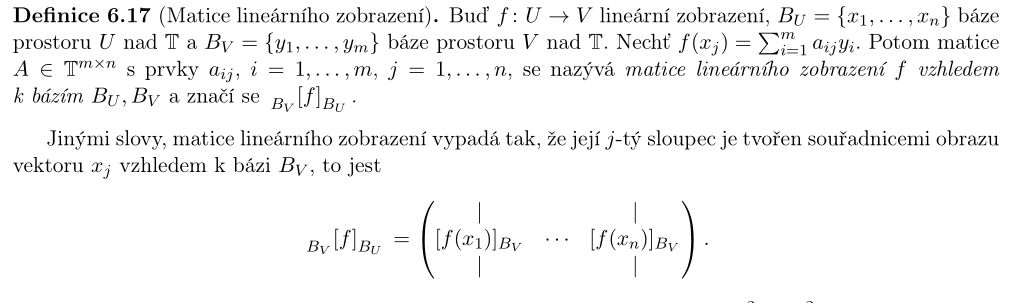 Definice 6.17 (Matice lineárního zobrazení). Buď f: U → V lineární zobrazení, B_U = {x_1, . . . , x_n} báze
prostoru U nad 𝕋 a B_V = {y_1, . . . , y_m} báze prostoru V nad 𝕋. Nechť f(x_j) = ∑_{i=1}^{m} a_{ij}y_i. Potom matice
A ∈ 𝕋^{m×n} s prvky a_{ij}, i = 1, . . . , m, j = 1, . . . , n, se nazývá matice lineárního zobrazení f vzhledem
k bázím B_U, B_V a značí se _{B_V}[f]_{B_U}.
Jinými slovy, matice lineárního zobrazení vypadá tak, že její j-tý sloupec je tvořen souřadnicemi obrazu
vektoru x_j vzhledem k bázi B_V, to jest
| |
_{B_V}[f]_{B_U} = ( [f(x_1)]_{B_V} ··· [f(x_n)]_{B_V} ) .
| |